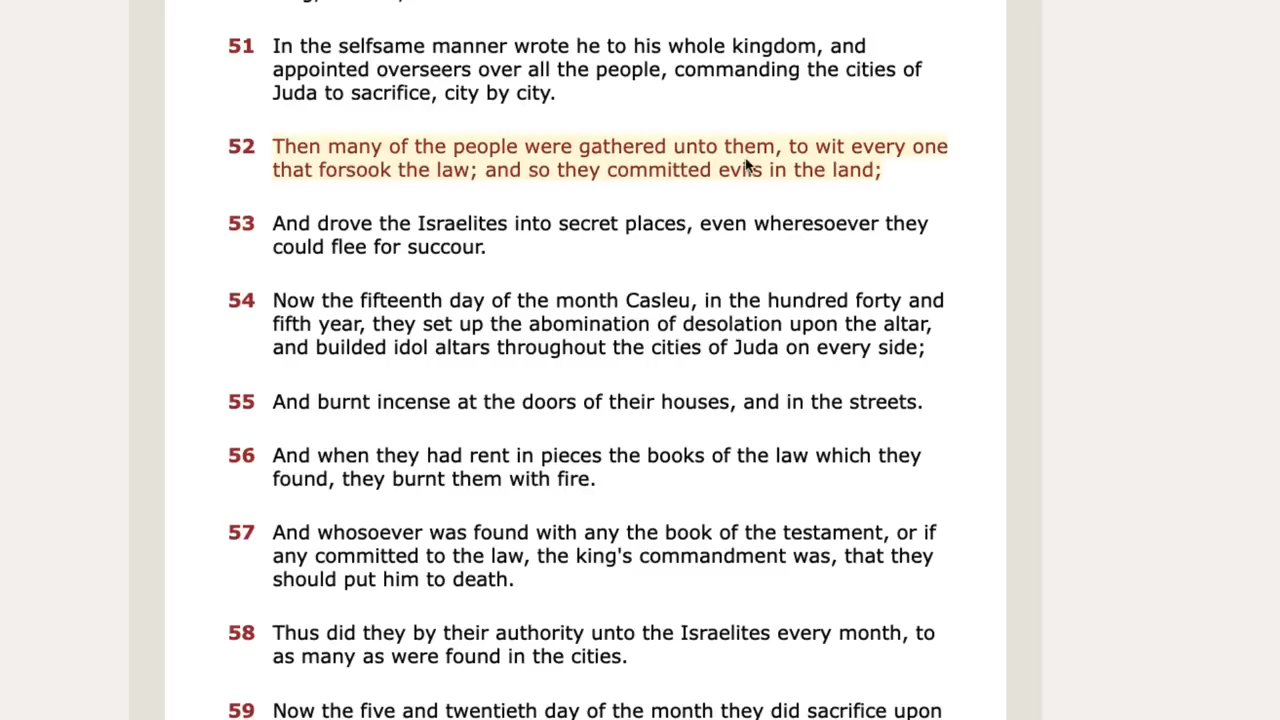 51 In the selfsame manner wrote he to his whole kingdom, and
appointed overseers over all the people, commanding the cities of
Juda to sacrifice, city by city.
52 Then many of the people were gathered unto them, to wit every one
that forsook the law; and so they committed evils in the land;
53 And drove the Israelites into secret places, even wheresoever they
could flee for succour.
54 Now the fifteenth day of the month Casleu, in the hundred forty and
fifth year, they set up the abomination of desolation upon the altar,
and builded idol altars throughout the cities of Juda on every side;
55 And burnt incense at the doors of their houses, and in the streets.
56 And when they had rent in pieces the books of the law which they
found, they burnt them with fire.
57 And whosoever was found with any the book of the testament, or if
any committed to the law, the king's commandment was, that they
should put him to death.
58 Thus did they by their authority unto the Israelites every month, to
as many as were found in the cities.
59 Now the five and twentieth day of the month they did sacrifice upon